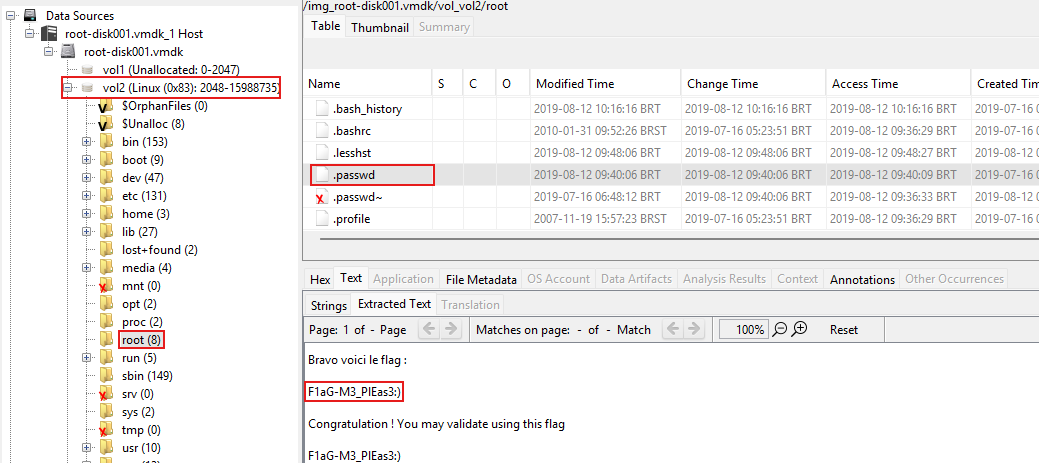 /img_root-disk001.vmdk/vol_vol2/root
Data Sources
root-disk001.vmdk_1 Host
root-disk001.vmdk
vol1 (Unallocated: 0-2047)
vol2 (Linux (0x83): 2048-15988735)
$OrphanFiles (0)
$Unalloc (8)
bin (153)
boot (9)
dev (47)
etc (131)
home (3)
lib (27)
lost+found (2)
media (4)
mnt (0)
opt (2)
proc (2)
root (8)
run (5)
sbin (149)
srv (0)
sys (2)
tmp (0)
usr (10)
Table Thumbnail Summary
Name S C O Modified Time Change Time Access Time Created Time
.bash_history 2019-08-12 10:16:16 BRT 2019-08-12 10:16:16 BRT 2019-08-12 10:16:16 BRT 2019-07-16
.bashrc 2010-01-31 09:52:26 BRST 2019-07-16 05:23:51 BRT 2019-08-12 09:36:29 BRT 2019-07-16
.lesshst 2019-08-12 09:48:06 BRT 2019-08-12 09:48:06 BRT 2019-08-12 09:48:06 BRT 2019-08-12
.passwd 2019-08-12 09:40:06 BRT 2019-08-12 09:40:06 BRT 2019-08-12 09:40:09 BRT 2019-08-12
.passwd~ 2019-07-16 06:48:12 BRT 2019-08-12 09:40:06 BRT 2019-08-12 09:36:33 BRT 2019-08-12
.profile 2007-11-19 15:57:23 BRST 2019-07-16 05:23:51 BRT 2019-08-12 09:36:29 BRT 2019-07-16
Hex Text Application File Metadata OS Account Data Artifacts Analysis Results Context Annotations Other Occurrences
Strings Extracted Text Translation
Page: 1 of - Page Matches on page: - of - Match 100% Reset
Bravo voici le flag :
F1aG-M3_PlEas3:)
Congratulation ! You may validate using this flag
F1aG-M3_PlEas3:)